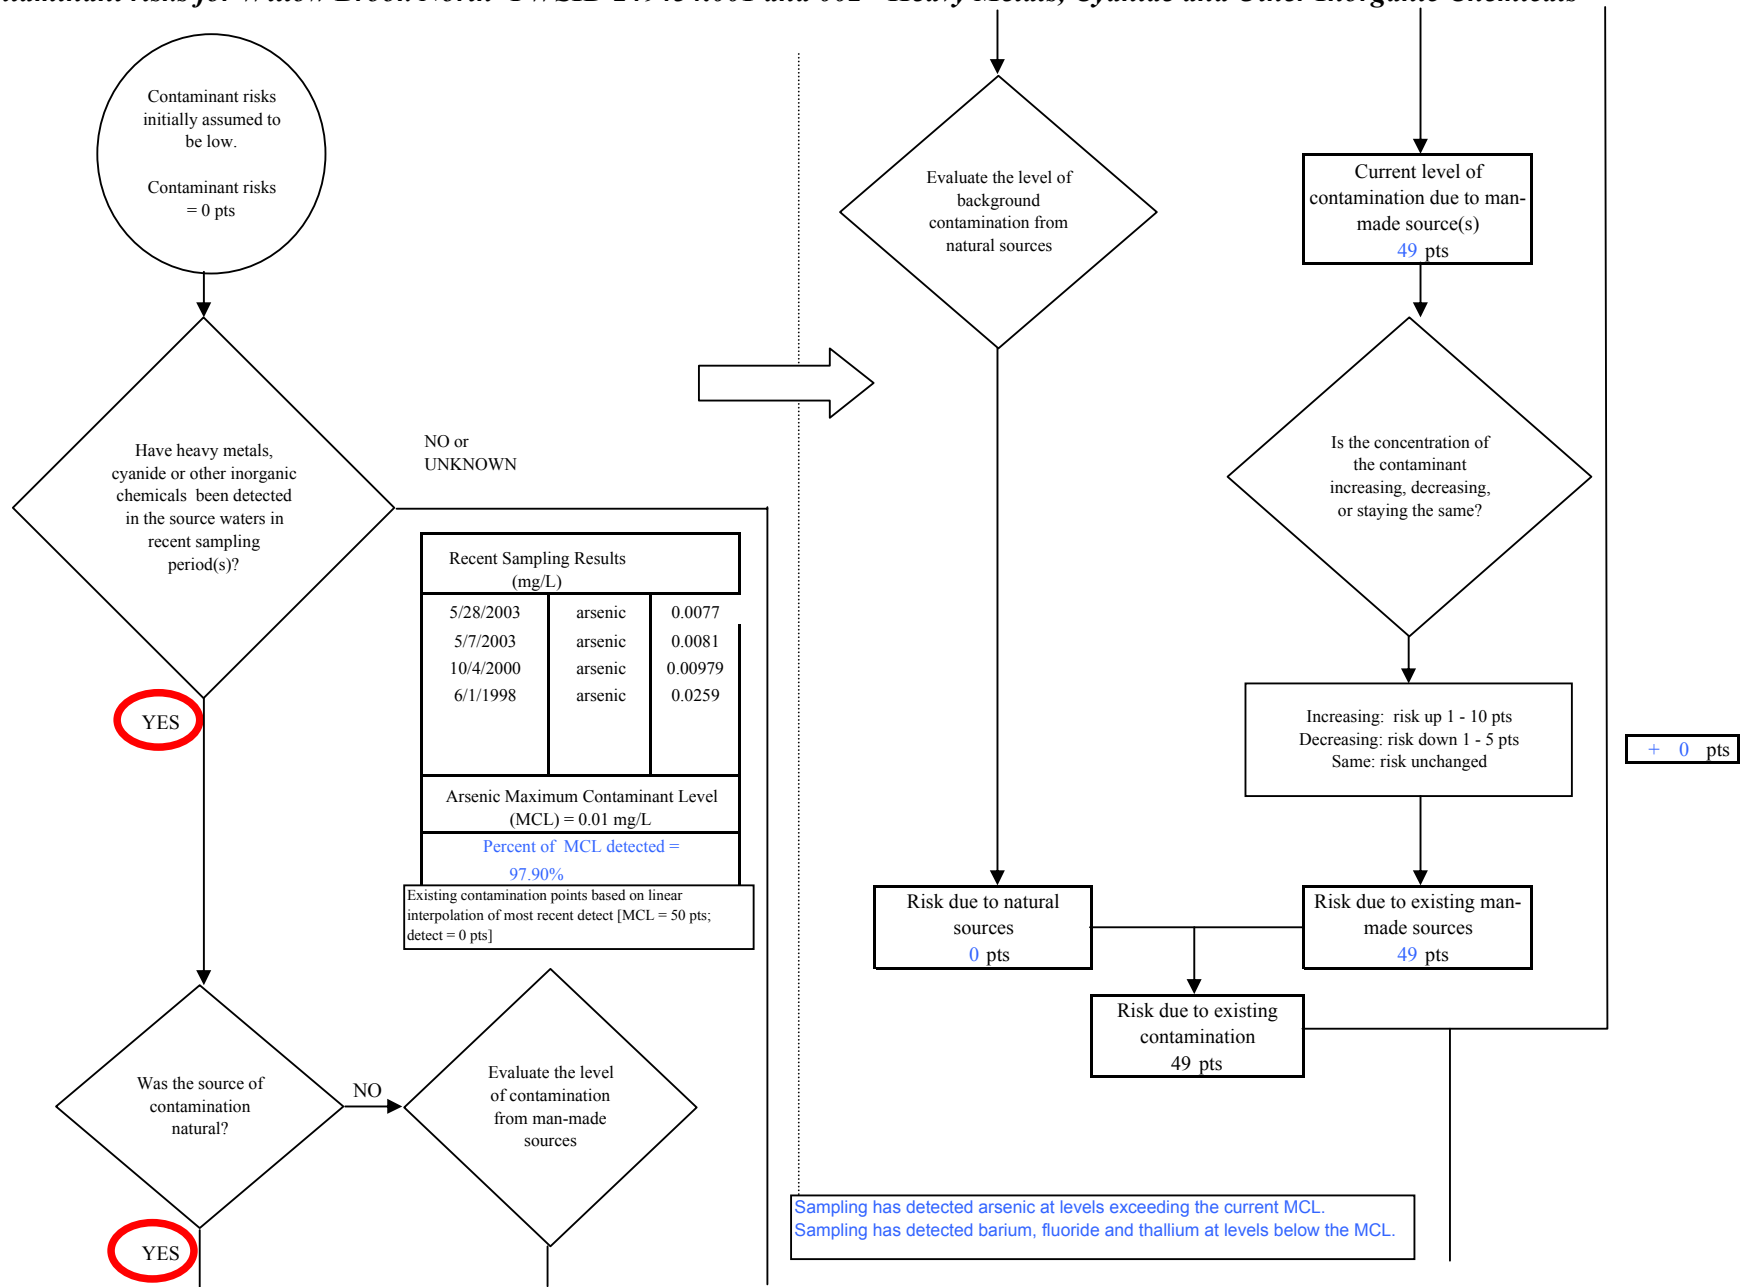 Contaminant risks
initially assumed to
be low.
Contaminant risks
= 0 pts
Have heavy metals,
cyanide or other inorganic
chemicals been detected
in the source waters in
recent sampling
period(s)?
NO or
UNKNOWN
YES
Recent Sampling Results
(mg/L)
5/28/2003 arsenic 0.0077
5/7/2003 arsenic 0.0081
10/4/2000 arsenic 0.00979
6/1/1998 arsenic 0.0259
Arsenic Maximum Contaminant Level
(MCL) = 0.01 mg/L
Percent of MCL detected =
97.90%
Existing contamination points based on linear
interpolation of most recent detect [MCL = 50 pts;
detect = 0 pts]
Was the source of
contamination
natural?
NO
YES
Evaluate the level
of contamination
from man-made
sources
Evaluate the level of
background
contamination from
natural sources
Current level of
contamination due to man-
made source(s)
49 pts
Is the concentration of
the contaminant
increasing, decreasing,
or staying the same?
Increasing: risk up 1 - 10 pts
Decreasing: risk down 1 - 5 pts
Same: risk unchanged
+ 0 pts
Risk due to natural
sources
0 pts
Risk due to existing man-
made sources
49 pts
Risk due to existing
contamination
49 pts
Sampling has detected arsenic at levels exceeding the current MCL.
Sampling has detected barium, fluoride and thallium at levels below the MCL.